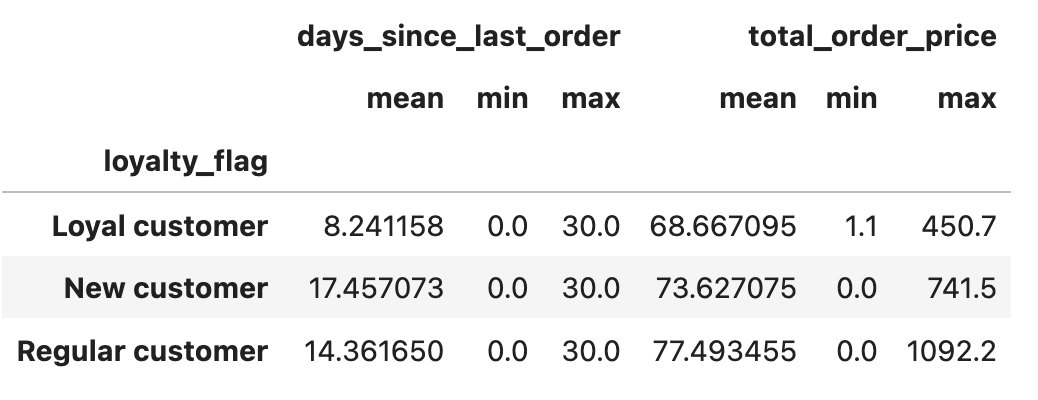 days_since_last_order total_order_price
mean min max mean min max
loyalty_flag
Loyal customer 8.241158 0.0 30.0 68.667095 1.1 450.7
New customer 17.457073 0.0 30.0 73.627075 0.0 741.5
Regular customer 14.361650 0.0 30.0 77.493455 0.0 1092.2